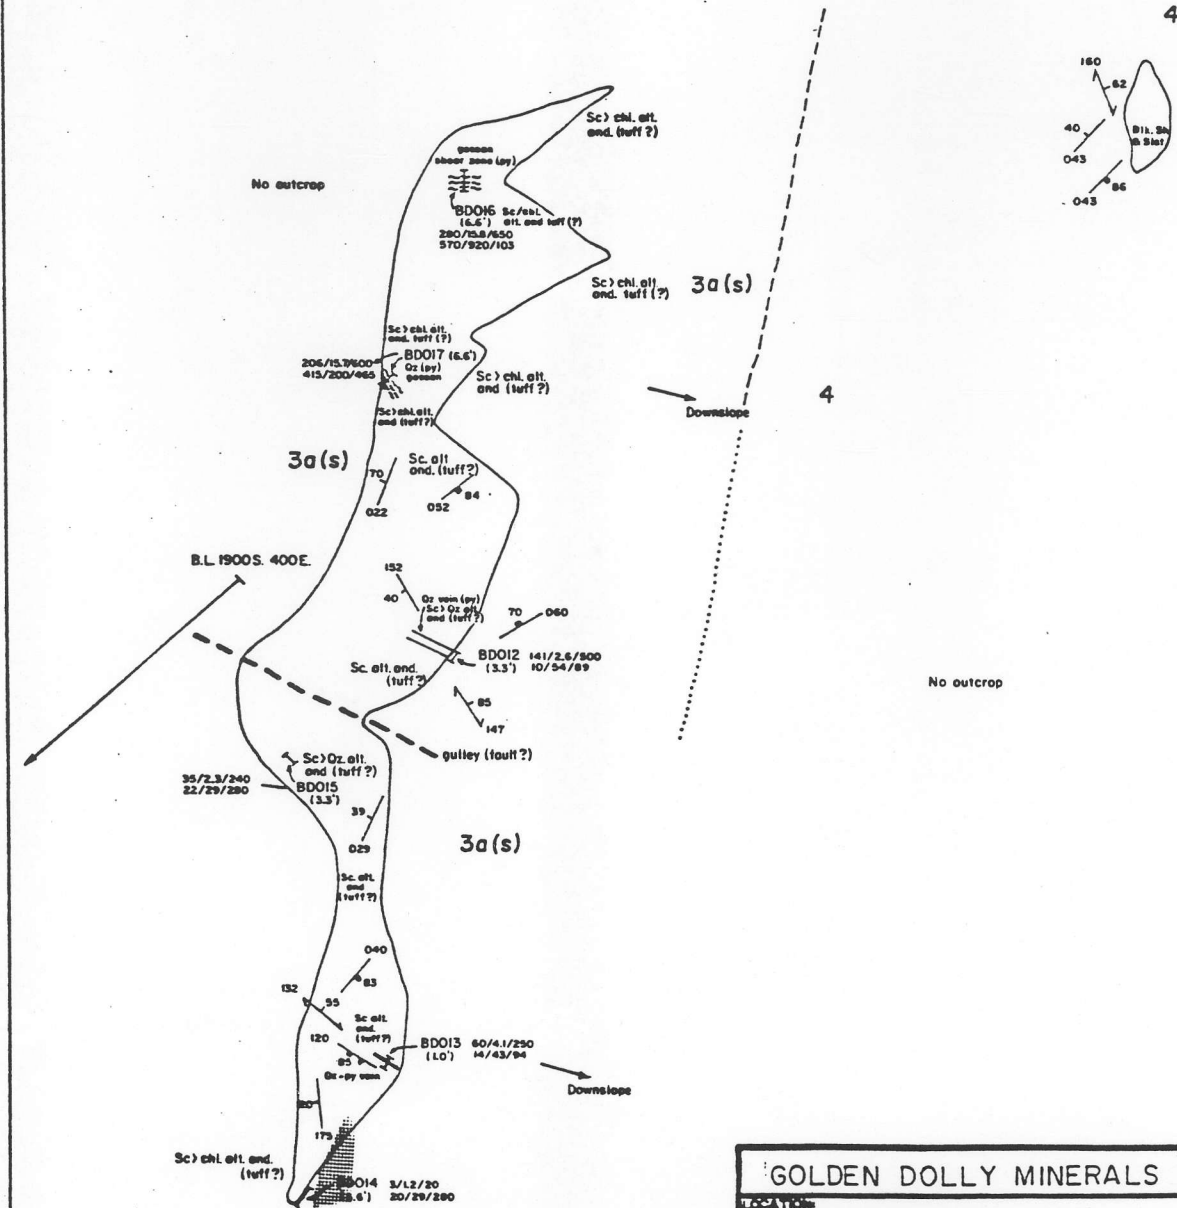 4
160
62
40
043
Blk. Sh
& Slat
86
043
Sc > chl. alt.
and. (tuff ?)
gossan
shear zone (py)
No outcrop
BD016 Sc/chl.
(6.6') alt. and tuff (?)
280/15.8/650
570/920/103
Sc > chl. alt.
and. tuff (?)
3a(s)
Sc > chl. alt.
and. tuff (?)
BD017 (6.6')
206/15.7/600
Qz (py)
415/200/465
gossan
Sc > chl. alt.
and (tuff ?)
Sc > chl. alt.
and (tuff ?)
Downslope
4
3a(s)
Sc. alt
and. (tuff ?)
70
022
84
052
B.L. 1900 S. 400 E.
152
40
Qz vein (py)
Sc > Qz alt.
and (tuff ?)
70
060
BD012 141/2.6/500
(3.3') 10/54/89
Sc. alt. and.
(tuff ?)
85
147
No outcrop
gulley (fault ?)
Sc > Qz. alt.
and (tuff ?)
35/2.3/240
22/29/280
BD015
(3.3')
39
029
3a(s)
Sc. alt.
and
(tuff ?)
040
83
132
55
Sc alt.
and.
(tuff ?)
120
85
Qz-py vein
BD013 60/4.1/250
(1.0') 14/43/94
Downslope
175
Sc > chl. alt. and.
(tuff ?)
3/1.2/20
20/29/280
GOLDEN DOLLY MINERALS